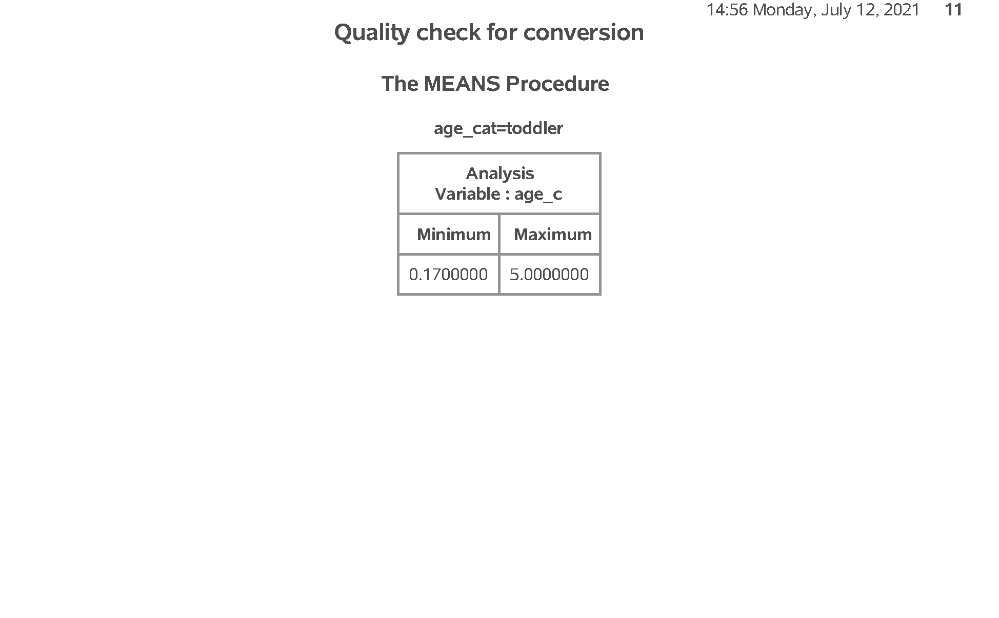 14:56 Monday, July 12, 2021 11
Quality check for conversion
The MEANS Procedure
age_cat=toddler
Analysis
Variable : age_c
Minimum Maximum
0.1700000 5.0000000